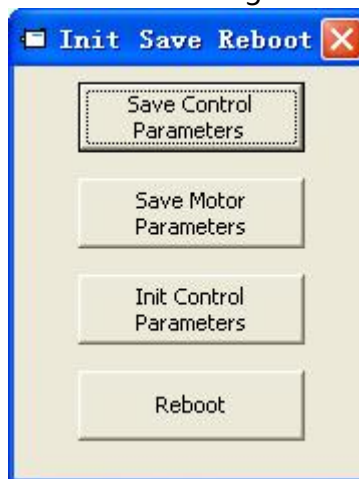 Init Save Reboot
Save Control
Parameters
Save Motor
Parameters
Init Control
Parameters
Reboot